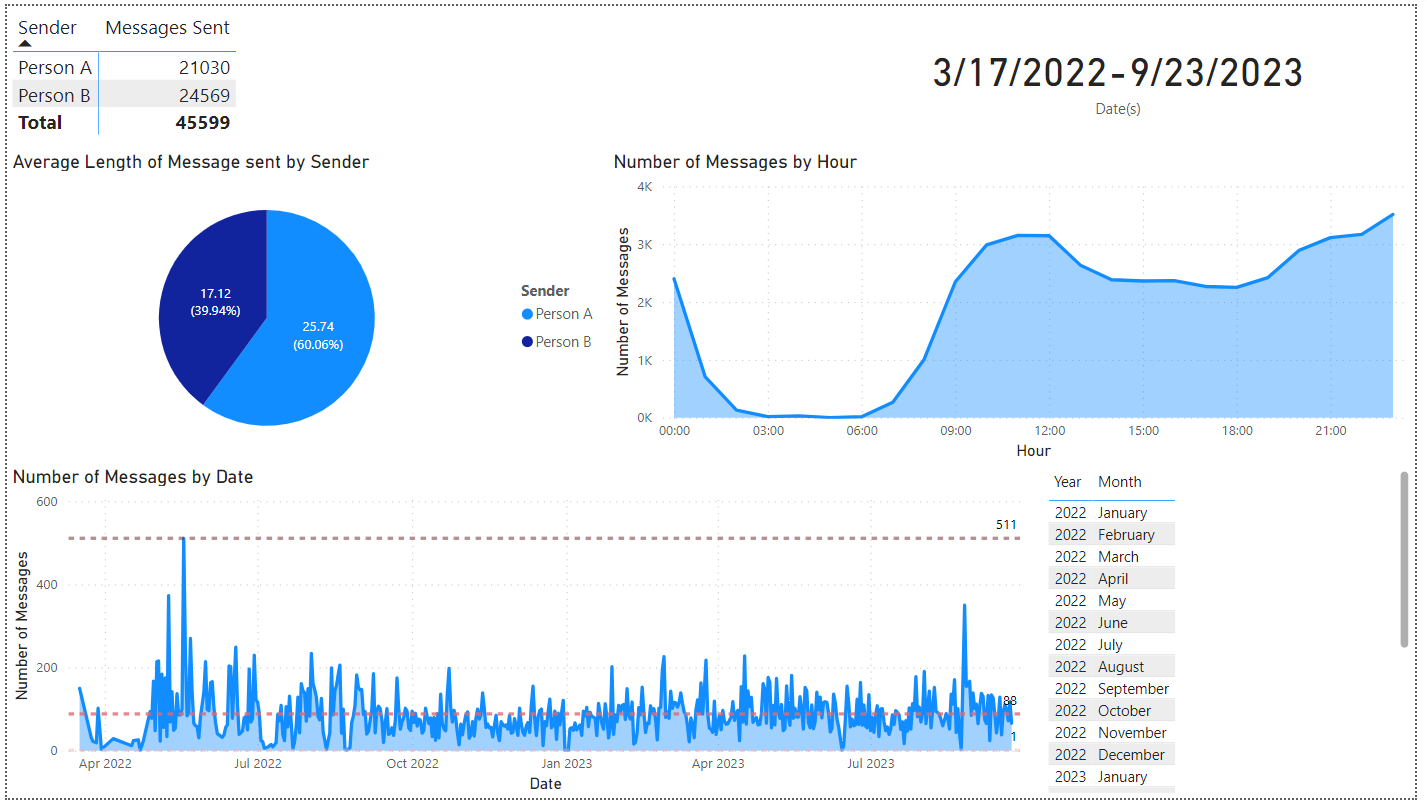 Sender Messages Sent
Person A 21030
Person B 24569
Total 45599
3/17/2022-9/23/2023
Date(s)
Average Length of Message sent by Sender
17.12
(39.94%)
25.74
(60.06%)
Sender
Person A
Person B
Number of Messages by Hour
Number of Messages
4K
3K
2K
1K
0K
00:00 03:00 06:00 09:00 12:00 15:00 18:00 21:00
Hour
Number of Messages by Date
Number of Messages
600
400
200
0
511
1
Apr 2022 Jul 2022 Oct 2022 Jan 2023 Apr 2023 Jul 2023
Date
Year Month
2022 January
2022 February
2022 March
2022 April
2022 May
2022 June
2022 July
2022 August
2022 September
2022 October
2022 November
2022 December
2023 January